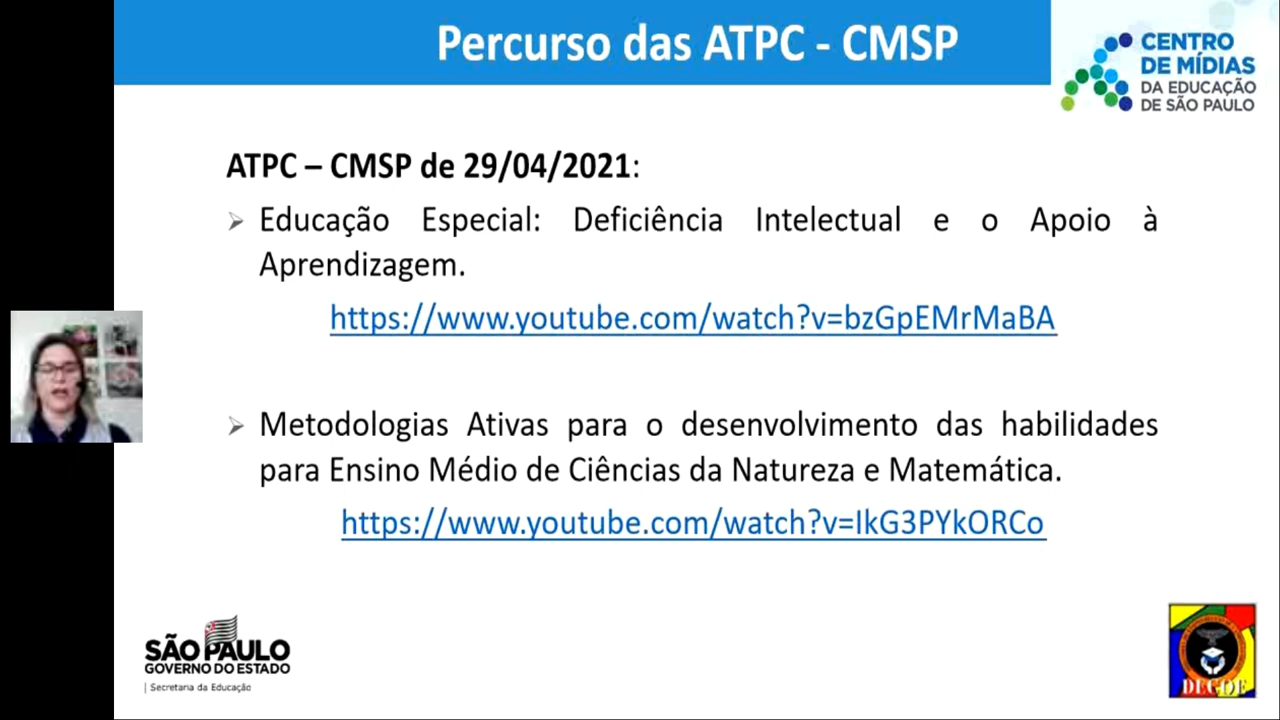 Percurso das ATPC - CMSP
CENTRO
DE MÍDIAS
DA EDUCAÇÃO
DE SÃO PAULO
ATPC – CMSP de 29/04/2021:
Educação Especial: Deficiência Intelectual e o Apoio à
Aprendizagem.
https://www.youtube.com/watch?v=bzGpEMrMaBA
Metodologias Ativas para o desenvolvimento das habilidades
para Ensino Médio de Ciências da Natureza e Matemática.
https://www.youtube.com/watch?v=IkG3PYkORCo
SÃO PAULO
GOVERNO DO ESTADO
Secretaria da Educação